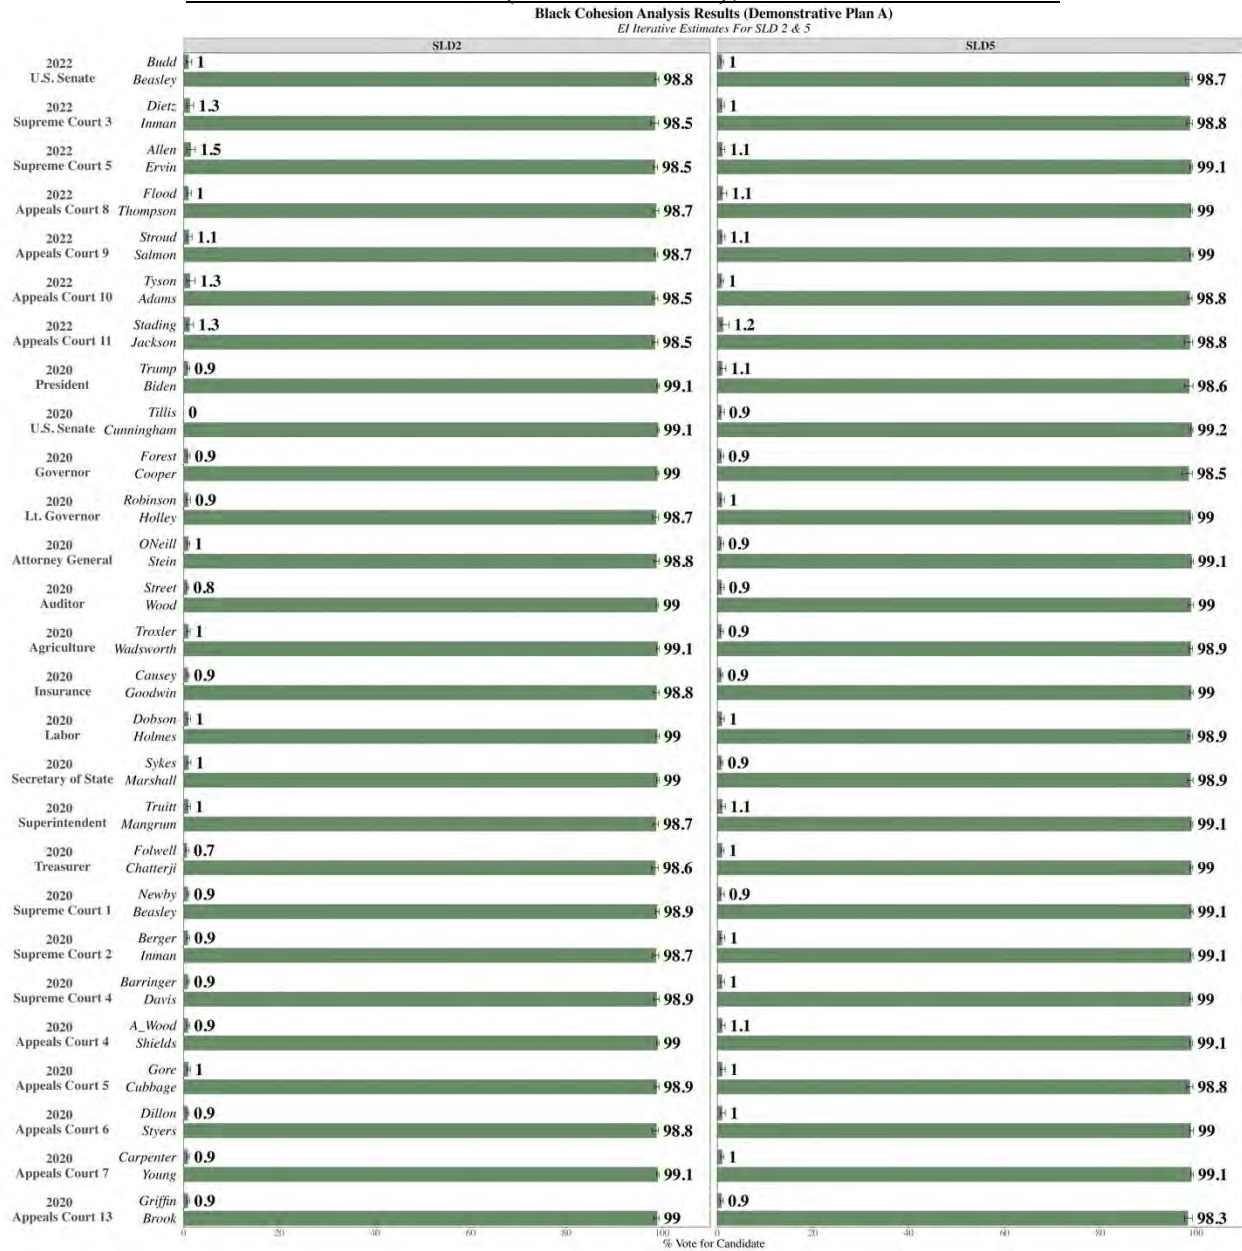 Black Cohesion Analysis Results (Demonstrative Plan A)
EI Iterative Estimates For SLD 2 & 5
SLD2 SLD5
2022 Budd 1 1
U.S. Senate Beasley 98.8 98.7
2022 Dietz 1.3 1
Supreme Court 3 Inman 98.5 98.8
2022 Allen 1.5 1.1
Supreme Court 5 Ervin 98.5 99.1
2022 Flood 1 1.1
Appeals Court 8 Thompson 98.7 99
2022 Stroud 1.1 1.1
Appeals Court 9 Salmon 98.7 99
2022 Tyson 1.3 1
Appeals Court 10 Adams 98.5 98.8
2022 Stading 1.3 1.2
Appeals Court 11 Jackson 98.5 98.8
2020 Trump 0.9 1.1
President Biden 99.1 98.6
2020 Tillis 0 0.9
U.S. Senate Cunningham 99.1 99.2
2020 Forest 0.9 0.9
Governor Cooper 99 98.5
2020 Robinson 0.9 1
Lt. Governor Holley 98.7 99
2020 ONeill 1 0.9
Attorney General Stein 98.8 99.1
2020 Street 0.8 0.9
Auditor Wood 99 99
2020 Troxler 1 0.9
Agriculture Wadsworth 99.1 98.9
2020 Causey 0.9 0.9
Insurance Goodwin 98.8 99
2020 Dobson 1 1
Labor Holmes 99 98.9
2020 Sykes 1 0.9
Secretary of State Marshall 99 98.9
2020 Truitt 1 1.1
Superintendent Mangrum 98.7 99.1
2020 Folwell 0.7 1
Treasurer Chatterji 98.6 99
2020 Newby 0.9 0.9
Supreme Court 1 Beasley 98.9 99.1
2020 Berger 0.9 1
Supreme Court 2 Inman 98.7 99.1
2020 Barringer 0.9 1
Supreme Court 4 Davis 98.9 99
2020 A_Wood 0.9 1.1
Appeals Court 4 Shields 99 99.1
2020 Gore 1 1
Appeals Court 5 Cubbage 98.9 98.8
2020 Dillon 0.9 1
Appeals Court 6 Styers 98.8 99
2020 Carpenter 0.9 1
Appeals Court 7 Young 99.1 99.1
2020 Griffin 0.9 0.9
Appeals Court 13 Brook 99 98.3
0 20 40 60 80 100 0 20 40 60 80 100
% Vote for Candidate